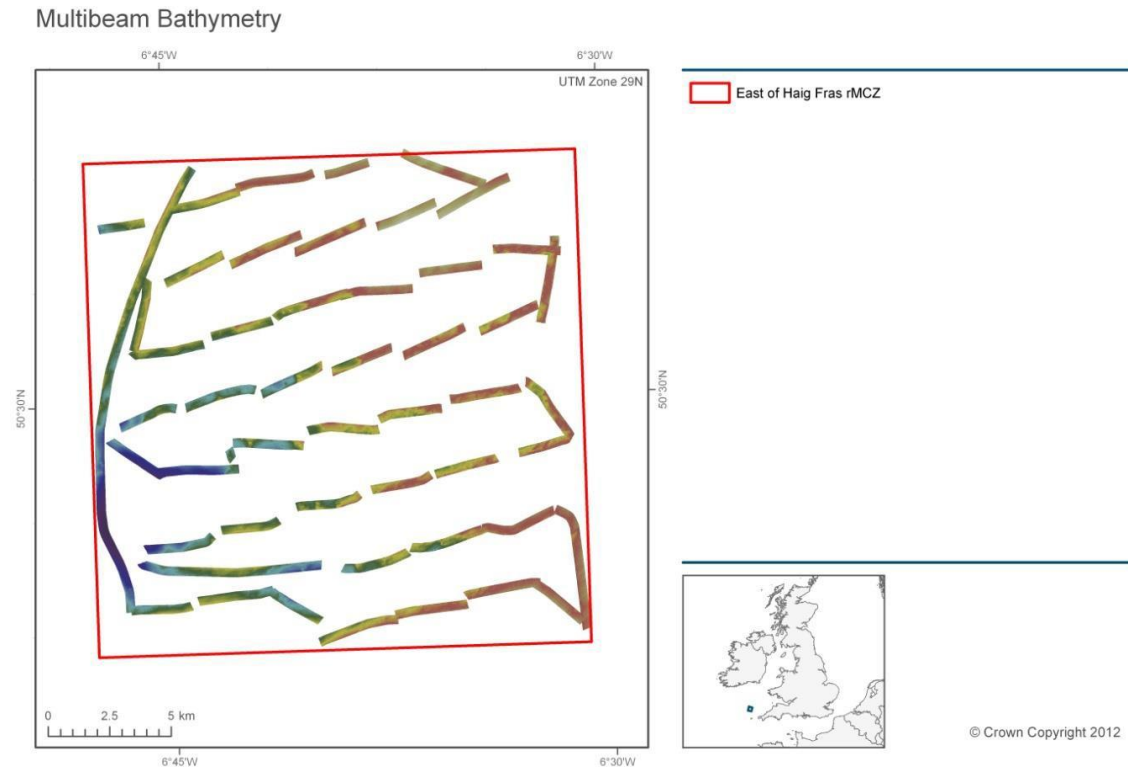 Multibeam Bathymetry
6°45'W
6°30'W
UTM Zone 29N
East of Haig Fras rMCZ
50°30'N
50°30'N
0 2.5 5 km
© Crown Copyright 2012
6°45'W
6°30'W